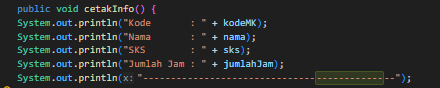 public void cetakInfo() {
System.out.println("Kode       : " + kodeMK);
System.out.println("Nama       : " + nama);
System.out.println("SKS        : " + sks);
System.out.println("Jumlah Jam : " + jumlahJam);
System.out.println(x: "----------------------------------------------");